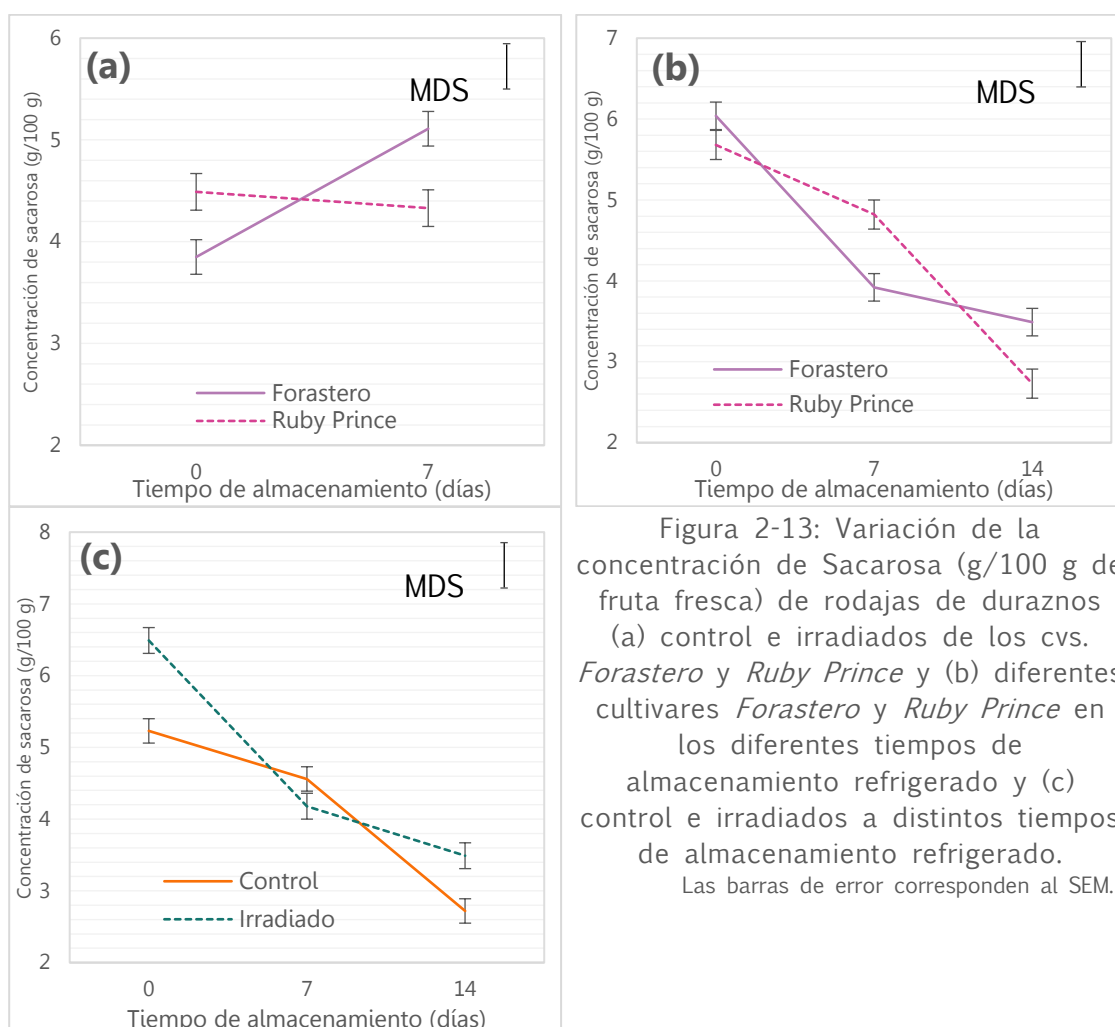 (a)
MDS
Concentración de sacarosa (g/100 g)
6
5
4
3
2
Forastero
Ruby Prince
0 7
Tiempo de almacenamiento (días)
(b)
MDS
Concentración de sacarosa (g/100 g)
7
6
5
4
3
2
Forastero
Ruby Prince
0 7 14
Tiempo de almacenamiento (días)
(c)
MDS
Concentración de sacarosa (g/100 g)
8
7
6
5
4
3
2
Control
Irradiado
0 7 14
Tiempo de almacenamiento (días)
Figura 2-13: Variación de la
concentración de Sacarosa (g/100 g de
fruta fresca) de rodajas de duraznos
(a) control e irradiados de los cvs.
Forastero y Ruby Prince y (b) diferentes
cultivares Forastero y Ruby Prince en
los diferentes tiempos de
almacenamiento refrigerado y (c)
control e irradiados a distintos tiempos
de almacenamiento refrigerado.
Las barras de error corresponden al SEM.